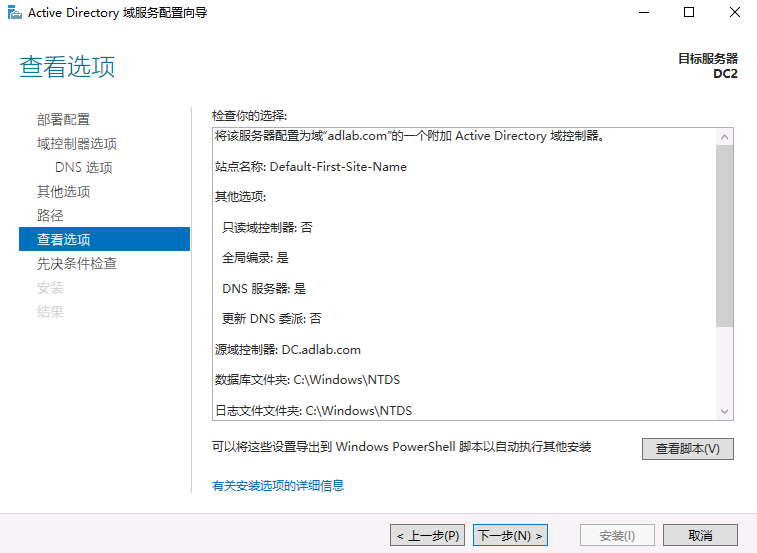 Active Directory 域服务配置向导
查看选项
目标服务器
DC2
部署配置
域控制器选项
DNS 选项
其他选项
路径
查看选项
先决条件检查
安装
结果
检查你的选择:
将该服务器配置为域"adlab.com"的一个附加 Active Directory 域控制器。
站点名称: Default-First-Site-Name
其他选项:
只读域控制器: 否
全局编录: 是
DNS 服务器: 是
更新 DNS 委派: 否
源域控制器: DC.adlab.com
数据库文件夹: C:\Windows\NTDS
日志文件文件夹: C:\Windows\NTDS
可以将这些设置导出到 Windows PowerShell 脚本以自动执行其他安装
查看脚本(V)
有关安装选项的详细信息
< 上一步(P)
下一步(N) >
安装(I)
取消